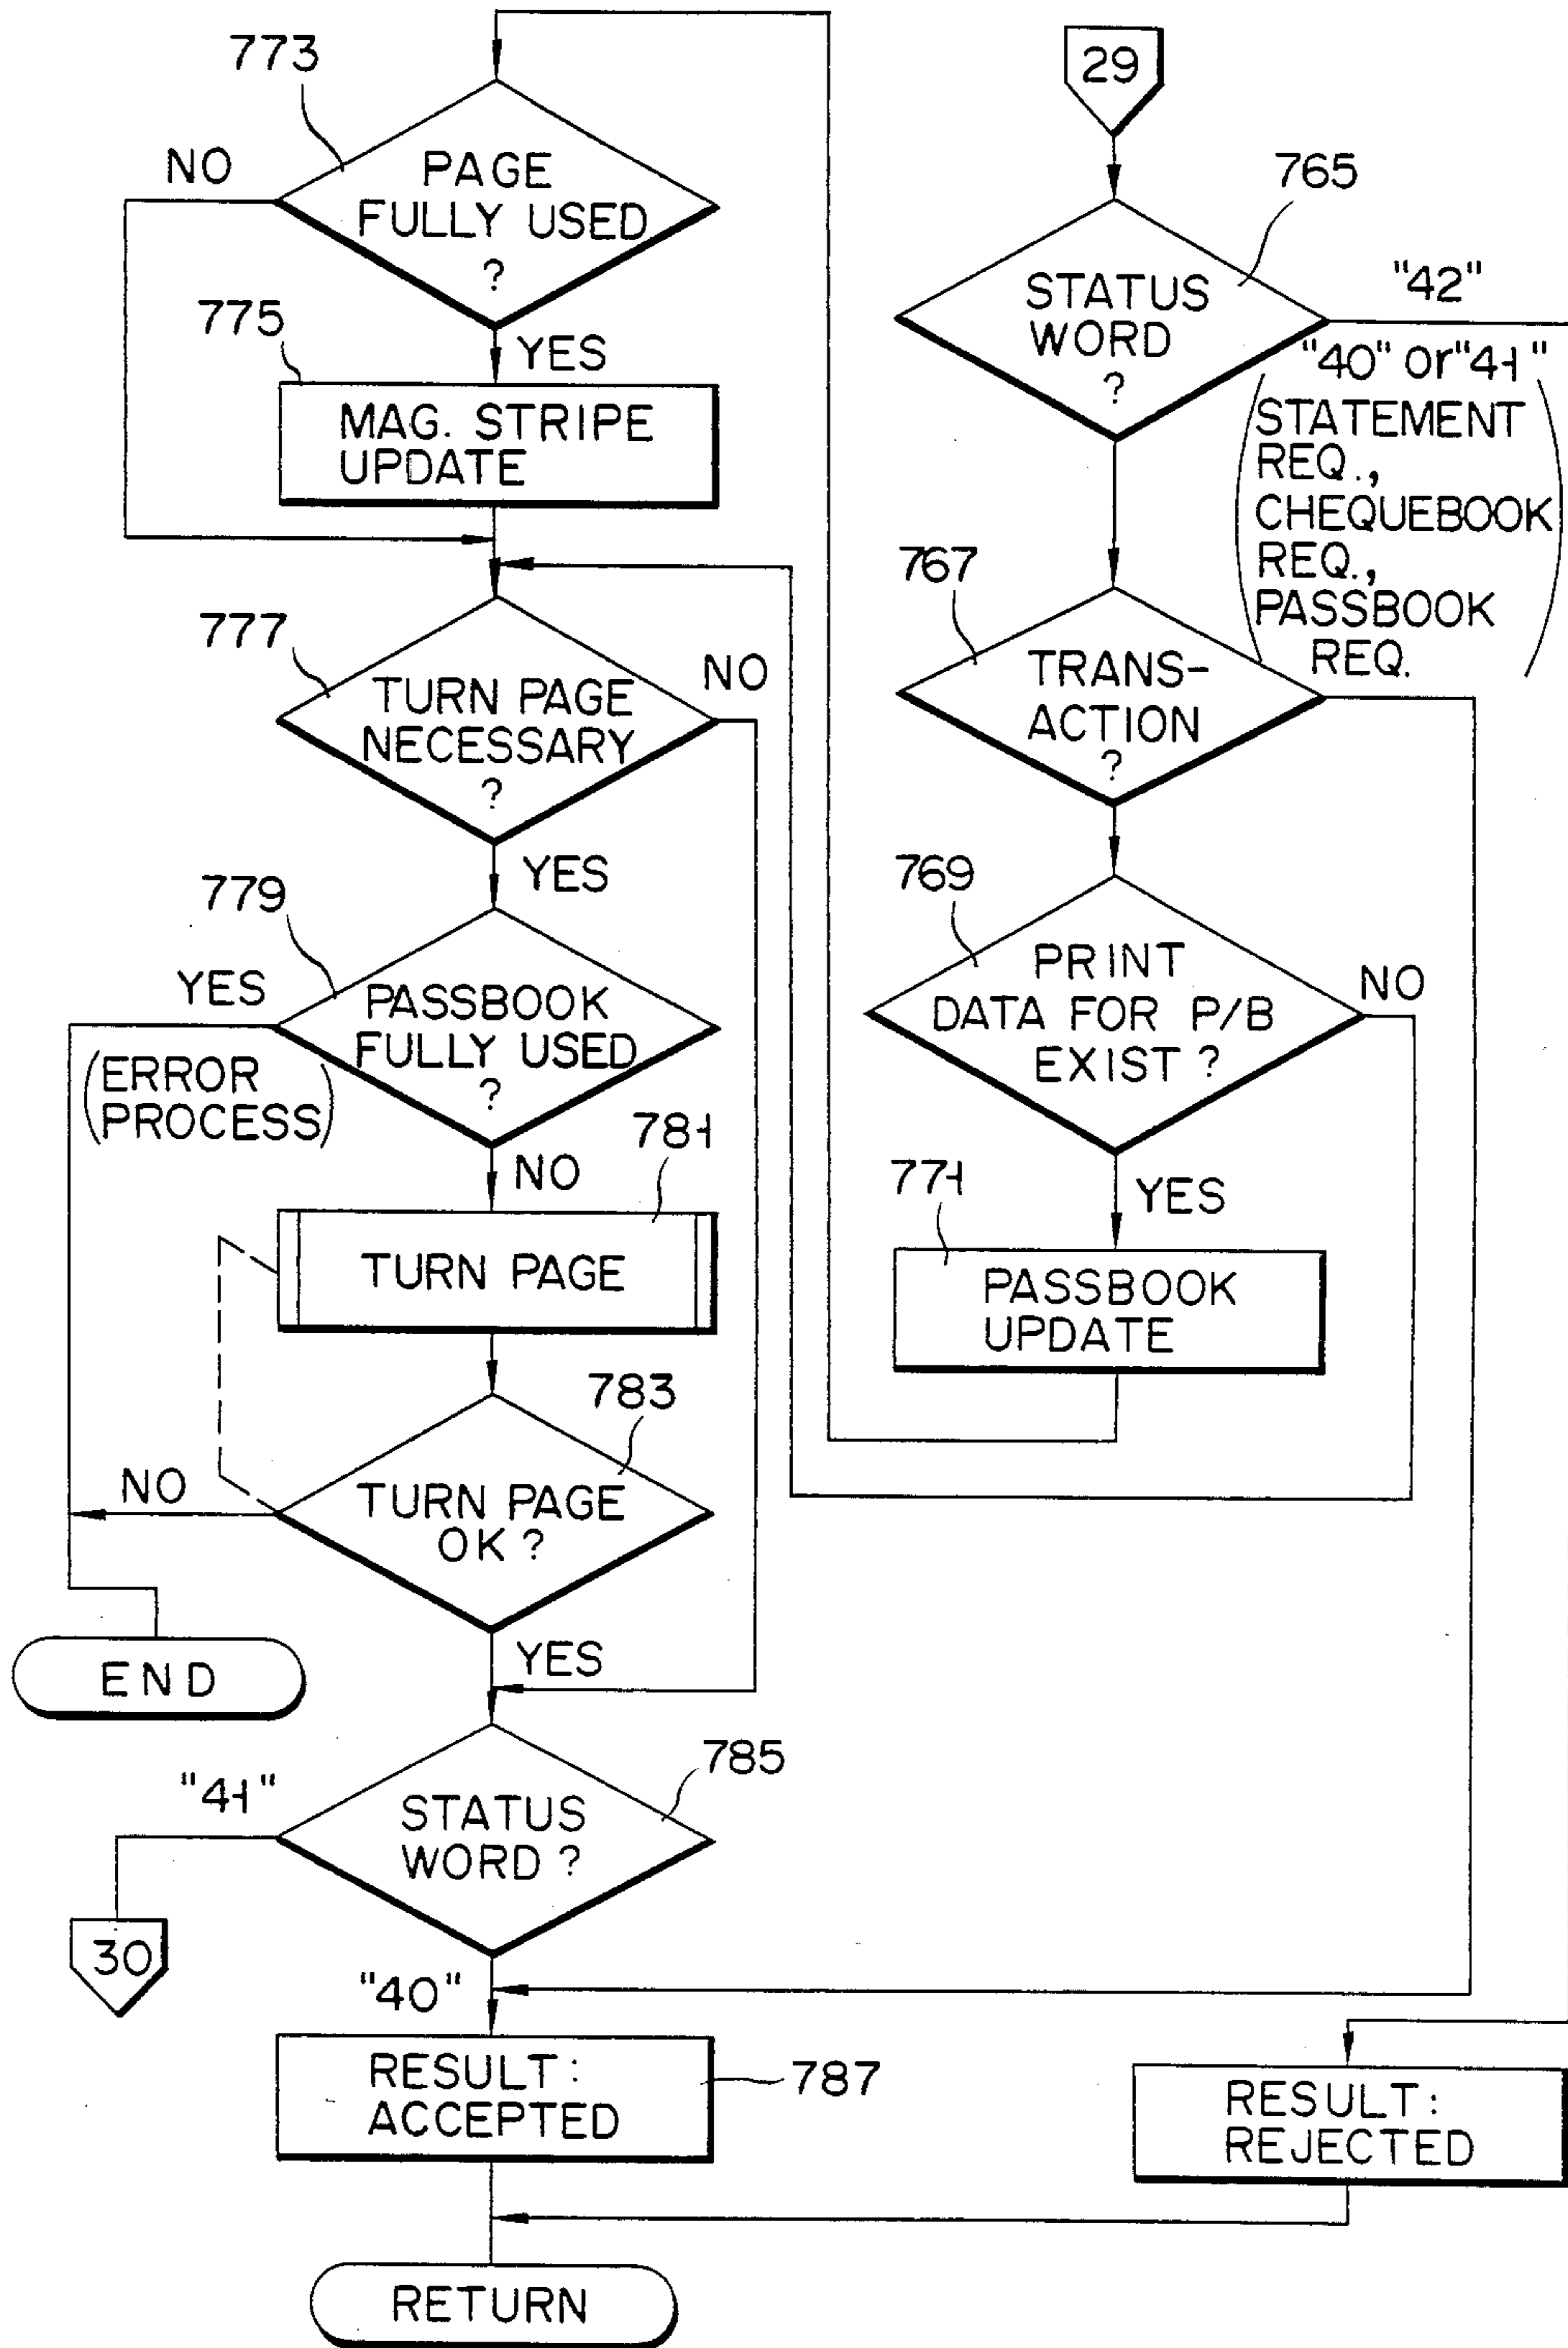 773
PAGE
FULLY USED
?
NO
YES
775
MAG. STRIPE
UPDATE
777
TURN PAGE
NECESSARY
?
NO
YES
779
PASSBOOK
FULLY USED
?
YES
(ERROR
PROCESS)
NO
781
TURN PAGE
783
TURN PAGE
OK ?
NO
YES
END
785
STATUS
WORD ?
"41"
30
"40"
RESULT :
ACCEPTED
787
RETURN
29
765
STATUS
WORD
?
"42"
"40" or "41"
(STATEMENT
REQ.,
CHEQUEBOOK
REQ.,
PASSBOOK
REQ.)
767
TRANS-
ACTION
?
769
PRINT
DATA FOR P/B
EXIST ?
NO
YES
771
PASSBOOK
UPDATE
RESULT :
REJECTED